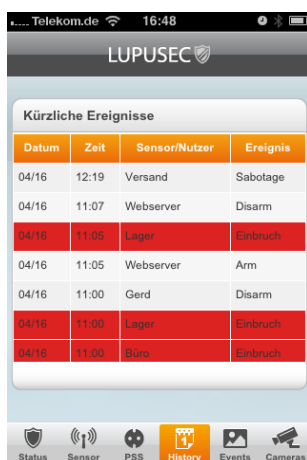 ..... Telekom.de 16:48
LUPUSEC
Kürzliche Ereignisse
Datum Zeit Sensor/Nutzer Ereignis
04/16 12:19 Versand Sabotage
04/16 11:07 Webserver Disarm
04/16 11:05 Lager Einbruch
04/16 11:05 Webserver Arm
04/16 11:00 Gerd Disarm
04/16 11:00 Lager Einbruch
04/16 11:00 Büro Einbruch
Status Sensor PSS History Events Cameras